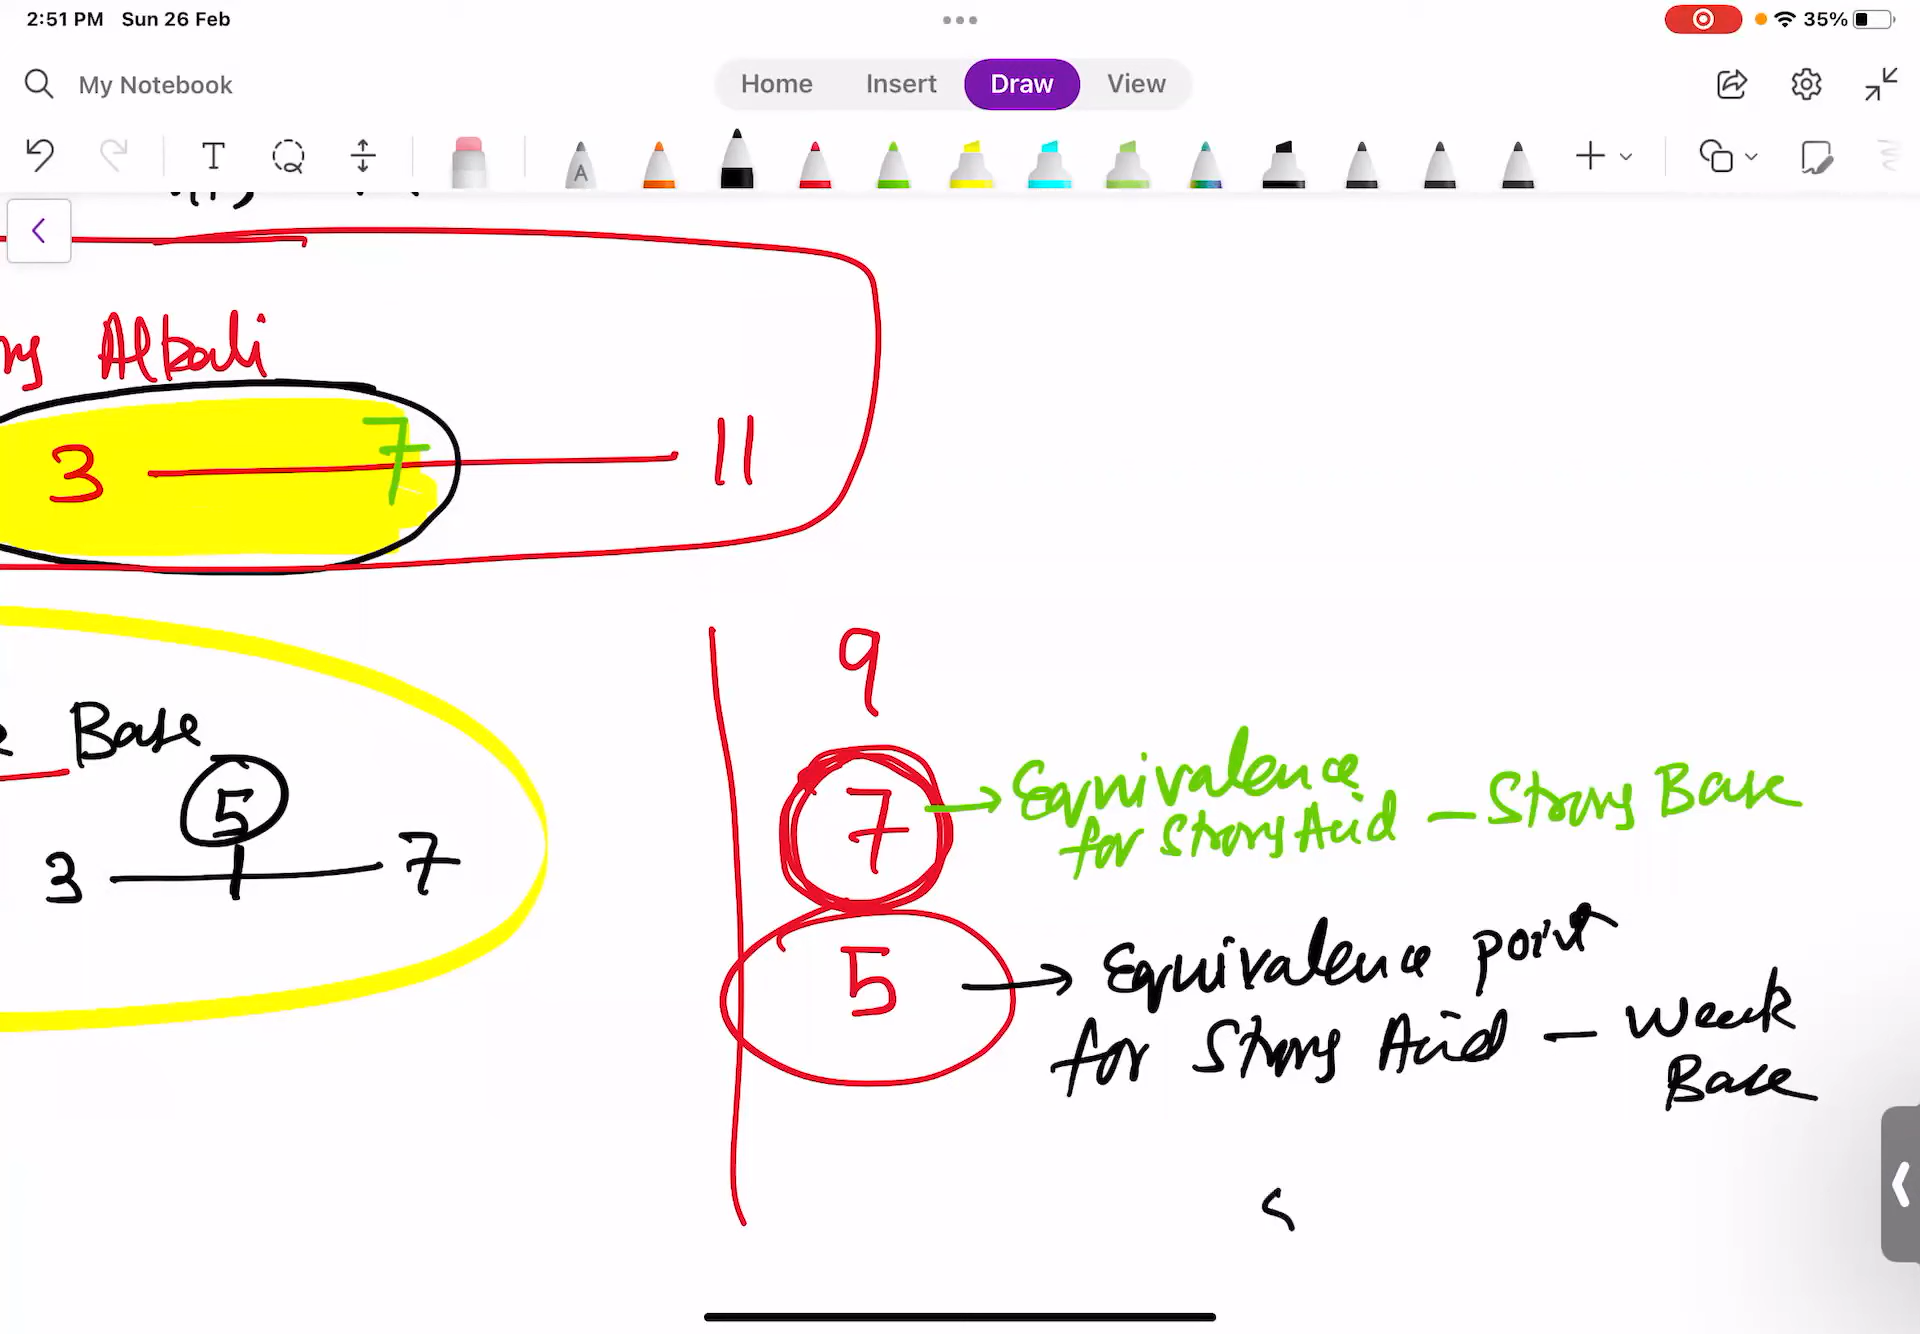 2:51 PM Sun 26 Feb
35%
My Notebook
Home Insert Draw View
T
A
Alkali
3 7 11
Base
5
3 7
9
7 → Equivalence
for Strong Acid - Strong Base
5 → Equivalence point
for Strong Acid - Weak
Base